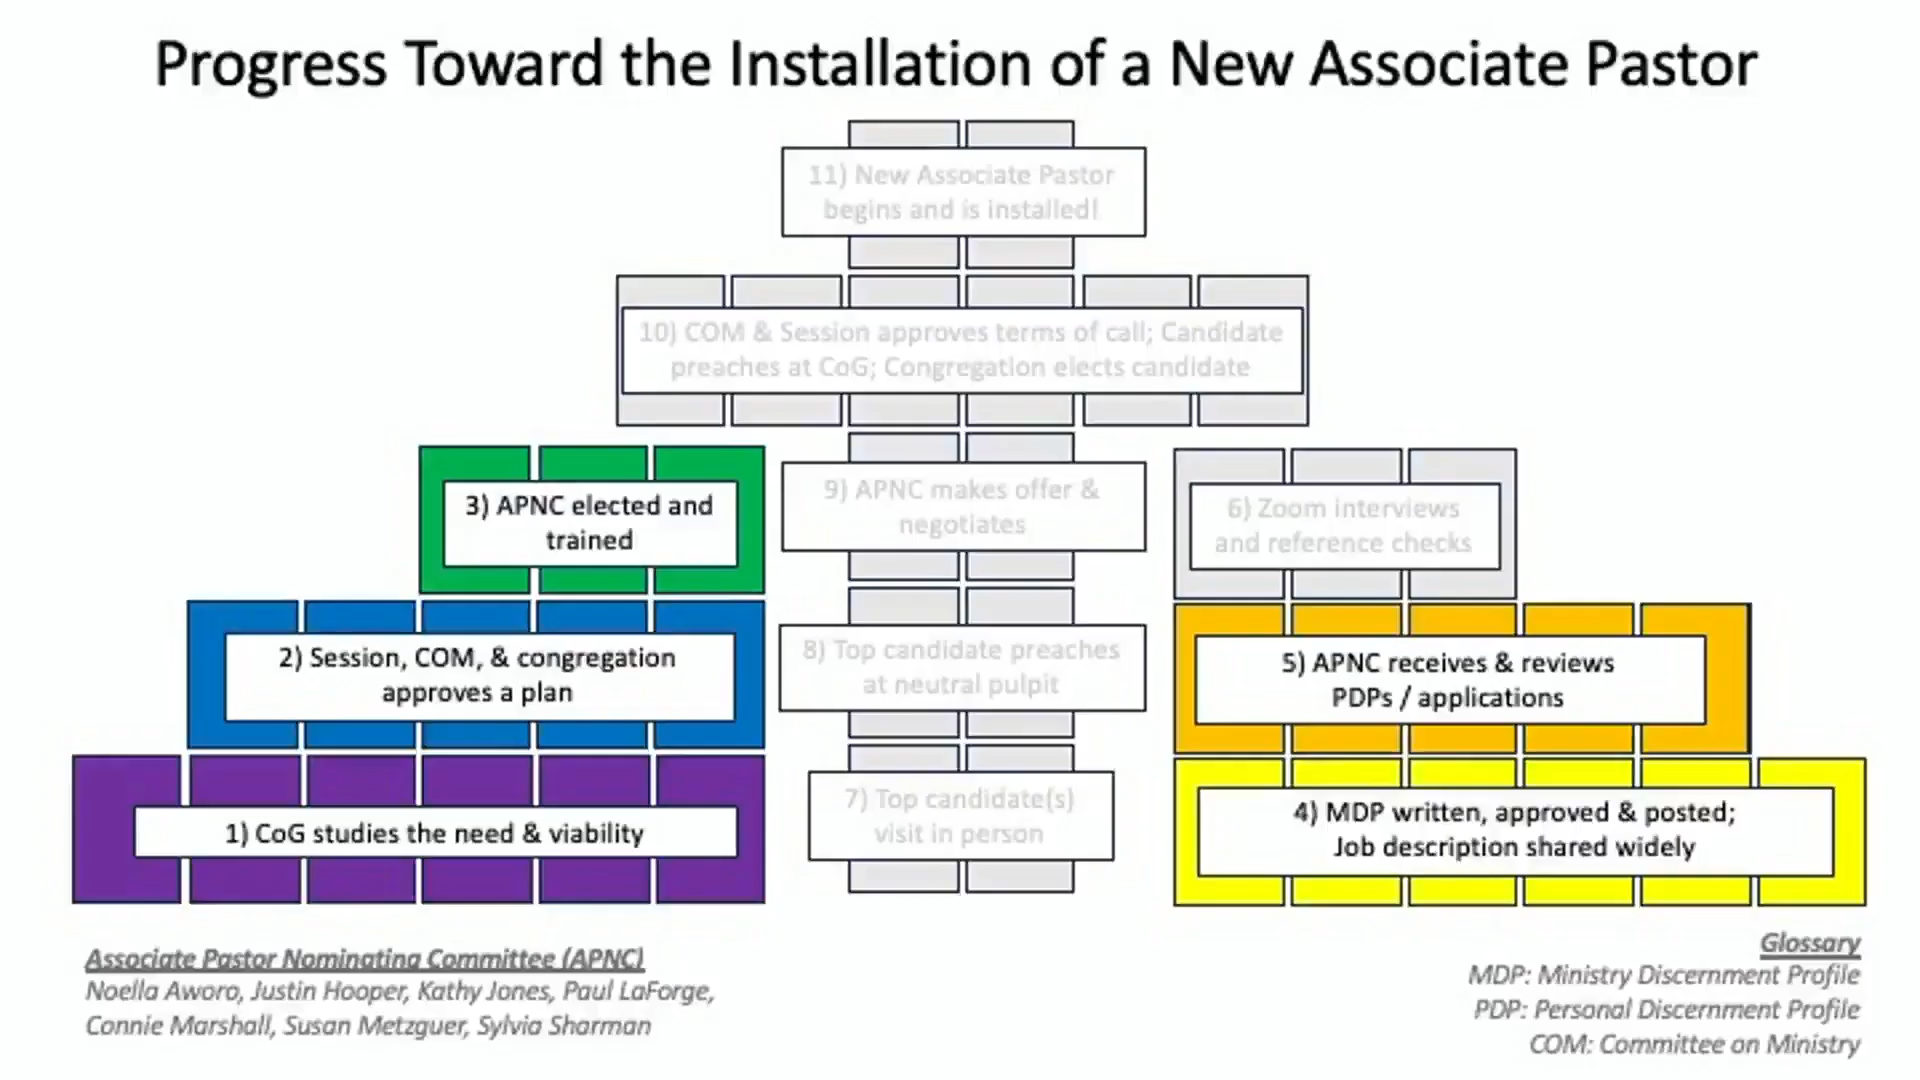 Progress Toward the Installation of a New Associate Pastor
11) New Associate Pastor
begins and is installed!
10) COM & Session approves terms of call; Candidate
preaches at CoG; Congregation elects candidate
9) APNC makes offer &
negotiates
8) Top candidate preaches
at neutral pulpit
7) Top candidate(s)
visit in person
3) APNC elected and
trained
2) Session, COM, & congregation
approves a plan
1) CoG studies the need & viability
6) Zoom interviews
and reference checks
5) APNC receives & reviews
PDPs / applications
4) MDP written, approved & posted;
Job description shared widely
Associate Pastor Nominating Committee (APNC)
Noella Aworo, Justin Hooper, Kathy Jones, Paul LaForge,
Connie Marshall, Susan Metzguer, Sylvia Sharman
Glossary
MDP: Ministry Discernment Profile
PDP: Personal Discernment Profile
COM: Committee on Ministry